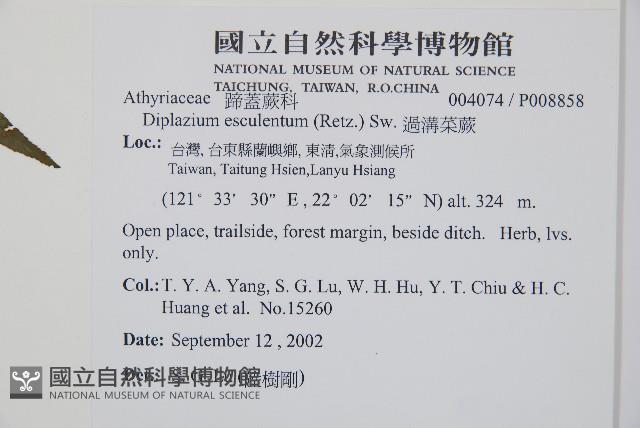 國立自然科學博物館
NATIONAL MUSEUM OF NATURAL SCIENCE
TAICHUNG, TAIWAN, R.O.CHINA
Athyriaceae 蹄蓋蕨科 004074 / P008858
Diplazium esculentum (Retz.) Sw. 過溝菜蕨
Loc.: 台灣, 台東縣蘭嶼鄉, 東清,氣象測候所
Taiwan, Taitung Hsien,Lanyu Hsiang
(121° 33' 30" E , 22° 02' 15" N) alt. 324 m.
Open place, trailside, forest margin, beside ditch. Herb, lvs.
only.
Col.: T. Y. A. Yang, S. G. Lu, W. H. Hu, Y. T. Chiu & H. C.
Huang et al. No.15260
Date: September 12 , 2002
樹剛)
國立自然科學博物館
NATIONAL MUSEUM OF NATURAL SCIENCE